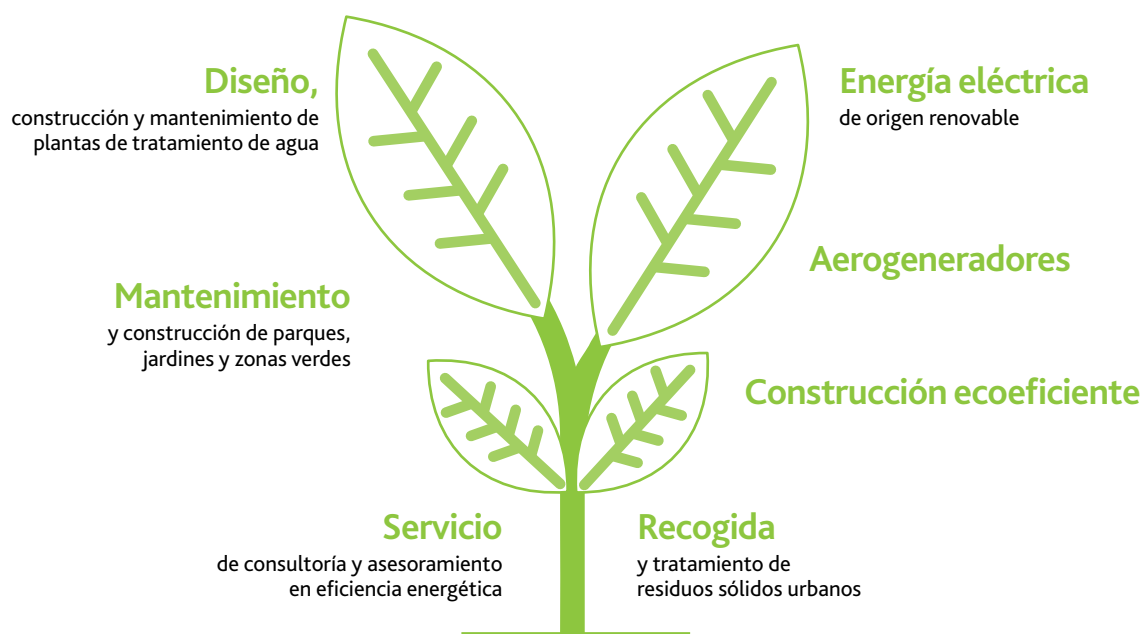 Diseño,
construcción y mantenimiento de
plantas de tratamiento de agua
Mantenimiento
y construcción de parques,
jardines y zonas verdes
Servicio
de consultoría y asesoramiento
en eficiencia energética
Energía eléctrica
de origen renovable
Aerogeneradores
Construcción ecoeficiente
Recogida
y tratamiento de
residuos sólidos urbanos